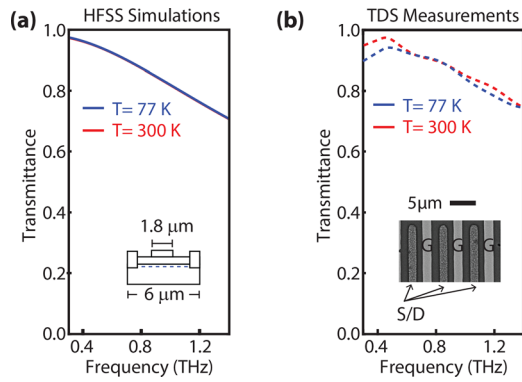 (a) HFSS Simulations
Transmittance
1.0
0.8
0.6
0.4
0.2
0.0
T= 77 K
T= 300 K
1.8 μm
6 μm
0.4 0.8 1.2
Frequency (THz)
(b) TDS Measurements
Transmittance
1.0
0.8
0.6
0.4
0.2
0.0
T= 77 K
T= 300 K
5μm
G G G
S/D
0.4 0.8 1.2
Frequency (THz)